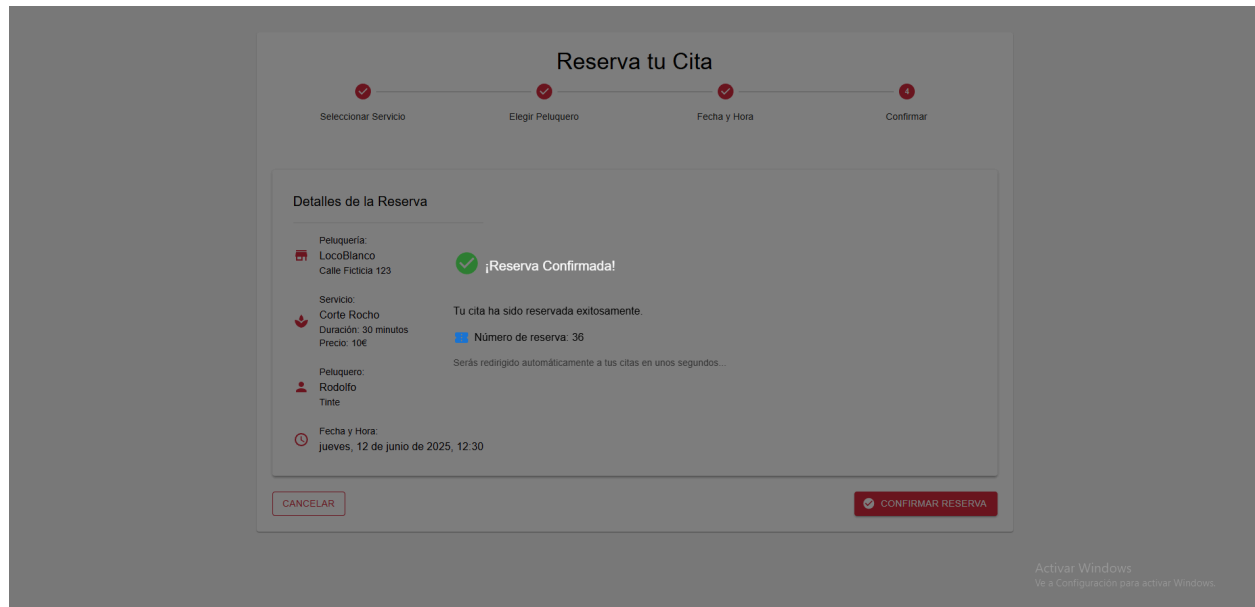 Reserva tu Cita
4
Seleccionar Servicio
Elegir Peluquero
Fecha y Hora
Confirmar
Detalles de la Reserva
Peluquería:
LocoBlanco
Calle Ficticia 123
Servicio:
Corte Rocho
Duración: 30 minutos
Precio: 10€
Peluquero:
Rodolfo
Tinte
Fecha y Hora:
jueves, 12 de junio de 2025, 12:30
¡Reserva Confirmada!
Tu cita ha sido reservada exitosamente.
Número de reserva: 36
Serás redirigido automáticamente a tus citas en unos segundos...
CANCELAR
CONFIRMAR RESERVA
Activar Windows
Ve a Configuración para activar Windows.